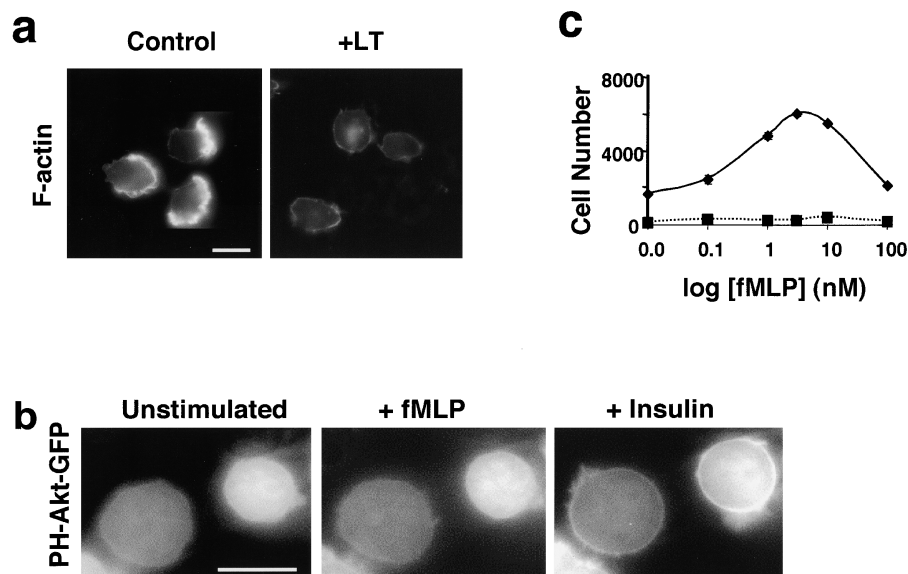 a
Control
+LT
F-actin
c
8000
4000
0
Cell Number
0.0 0.1 1 10 100
log [fMLP] (nM)
b
Unstimulated
+ fMLP
+ Insulin
PH-Akt-GFP